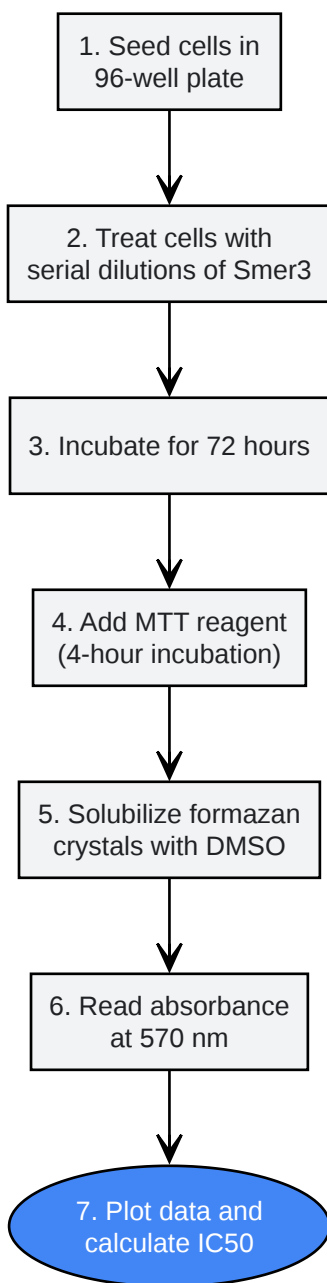 1. Seed cells in
96-well plate
2. Treat cells with
serial dilutions of Smer3
3. Incubate for 72 hours
4. Add MTT reagent
(4-hour incubation)
5. Solubilize formazan
crystals with DMSO
6. Read absorbance
at 570 nm
7. Plot data and
calculate IC50